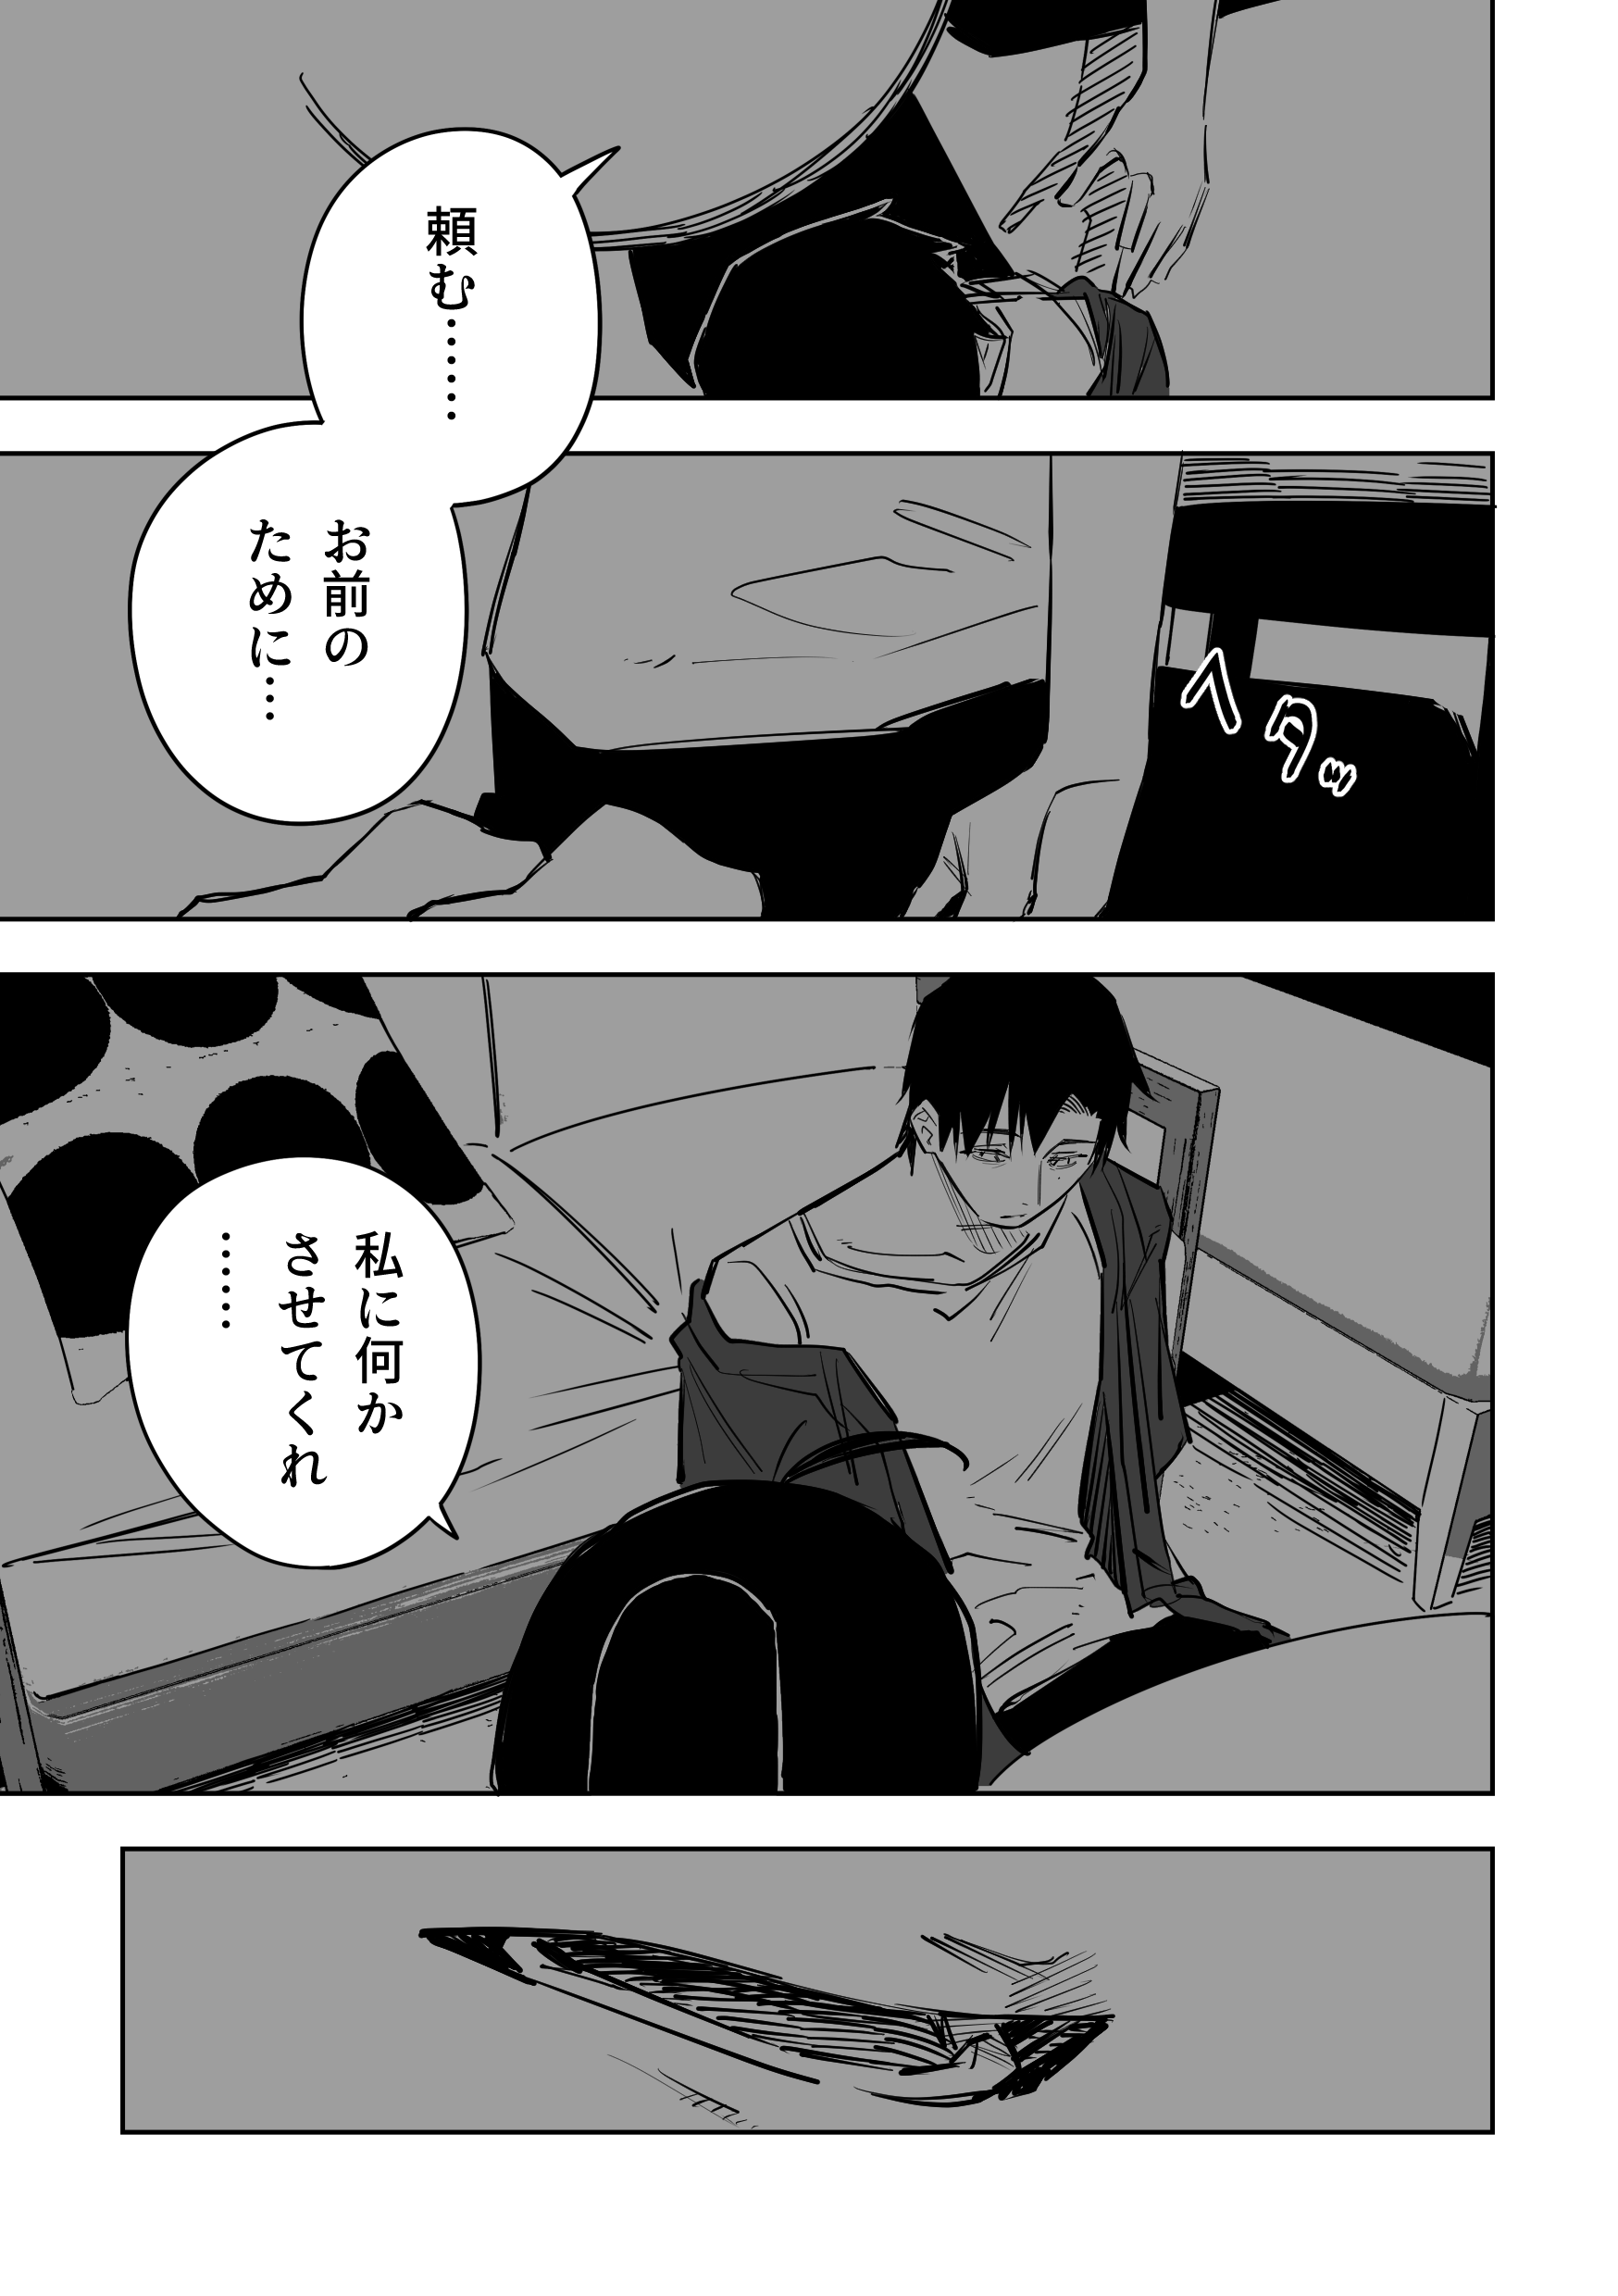 頼む……
お前の
ために…
ヘタッ
私に何か
させてくれ
……